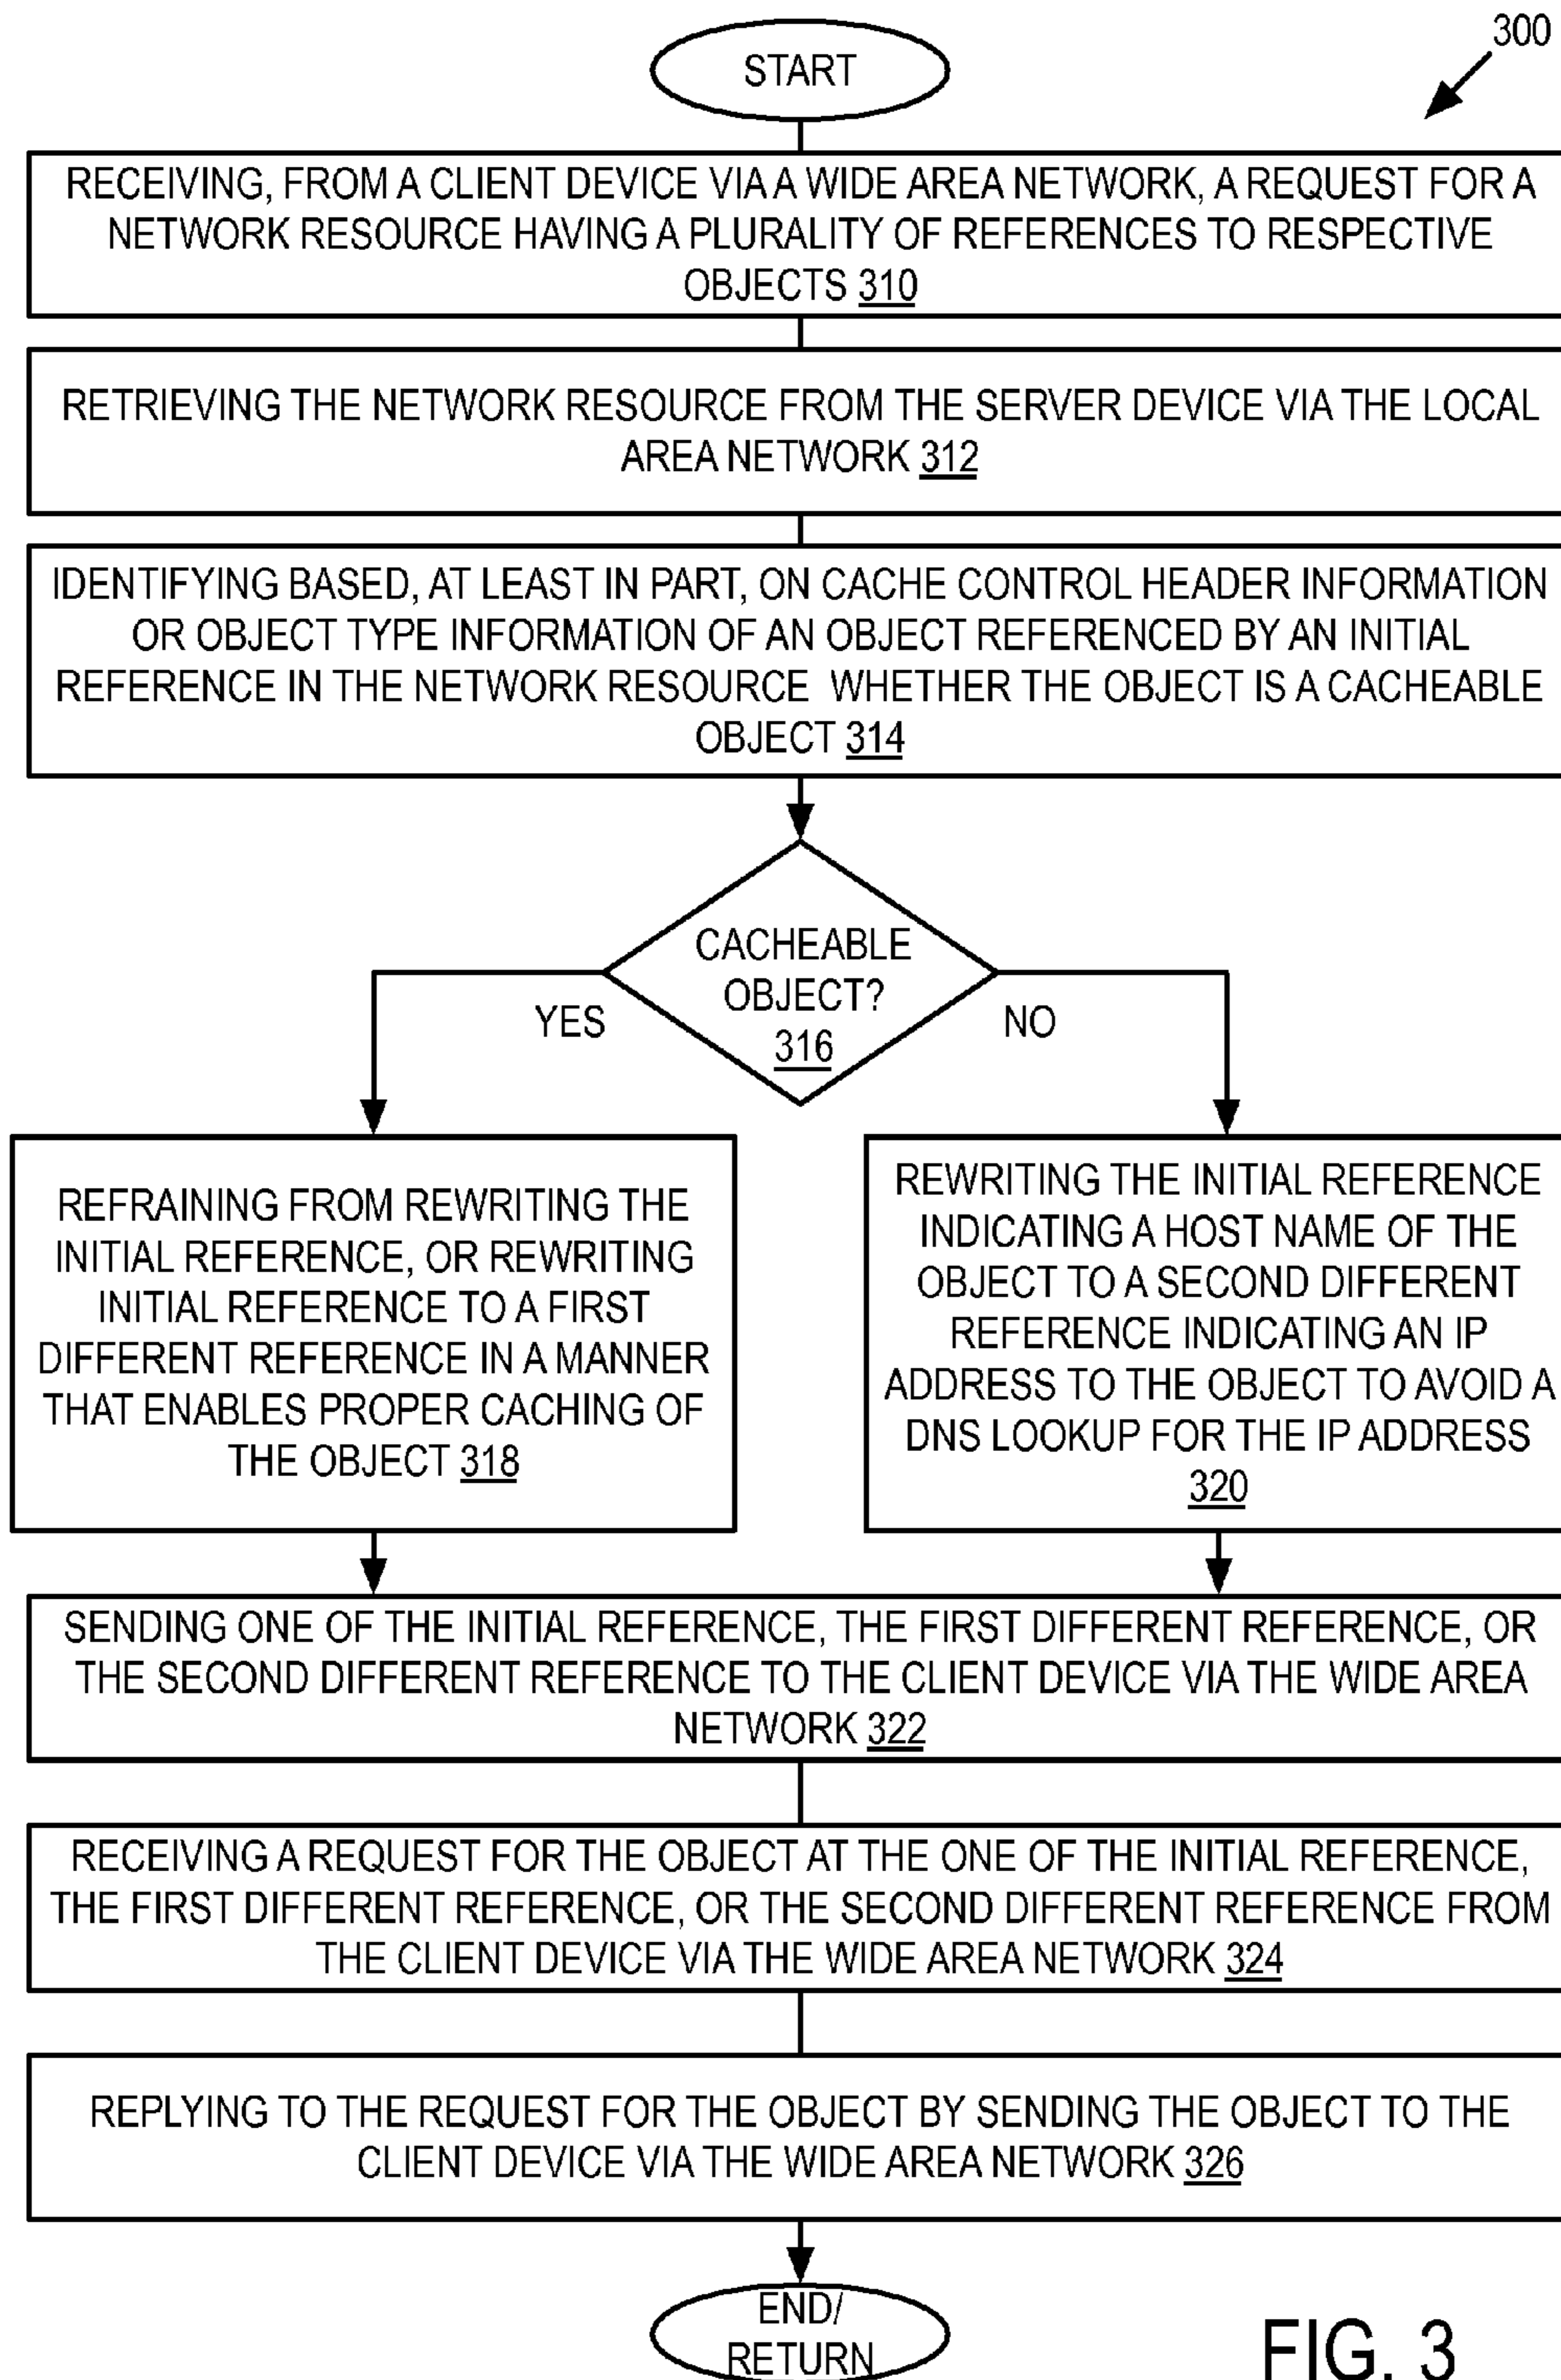 300
START
RECEIVING, FROM A CLIENT DEVICE VIA A WIDE AREA NETWORK, A REQUEST FOR A
NETWORK RESOURCE HAVING A PLURALITY OF REFERENCES TO RESPECTIVE
OBJECTS 310
RETRIEVING THE NETWORK RESOURCE FROM THE SERVER DEVICE VIA THE LOCAL
AREA NETWORK 312
IDENTIFYING BASED, AT LEAST IN PART, ON CACHE CONTROL HEADER INFORMATION
OR OBJECT TYPE INFORMATION OF AN OBJECT REFERENCED BY AN INITIAL
REFERENCE IN THE NETWORK RESOURCE WHETHER THE OBJECT IS A CACHEABLE
OBJECT 314
CACHEABLE
OBJECT?
316
YES
NO
REFRAINING FROM REWRITING THE
INITIAL REFERENCE, OR REWRITING
INITIAL REFERENCE TO A FIRST
DIFFERENT REFERENCE IN A MANNER
THAT ENABLES PROPER CACHING OF
THE OBJECT 318
REWRITING THE INITIAL REFERENCE
INDICATING A HOST NAME OF THE
OBJECT TO A SECOND DIFFERENT
REFERENCE INDICATING AN IP
ADDRESS TO THE OBJECT TO AVOID A
DNS LOOKUP FOR THE IP ADDRESS
320
SENDING ONE OF THE INITIAL REFERENCE, THE FIRST DIFFERENT REFERENCE, OR
THE SECOND DIFFERENT REFERENCE TO THE CLIENT DEVICE VIA THE WIDE AREA
NETWORK 322
RECEIVING A REQUEST FOR THE OBJECT AT THE ONE OF THE INITIAL REFERENCE,
THE FIRST DIFFERENT REFERENCE, OR THE SECOND DIFFERENT REFERENCE FROM
THE CLIENT DEVICE VIA THE WIDE AREA NETWORK 324
REPLYING TO THE REQUEST FOR THE OBJECT BY SENDING THE OBJECT TO THE
CLIENT DEVICE VIA THE WIDE AREA NETWORK 326
END/
RETURN
FIG. 3